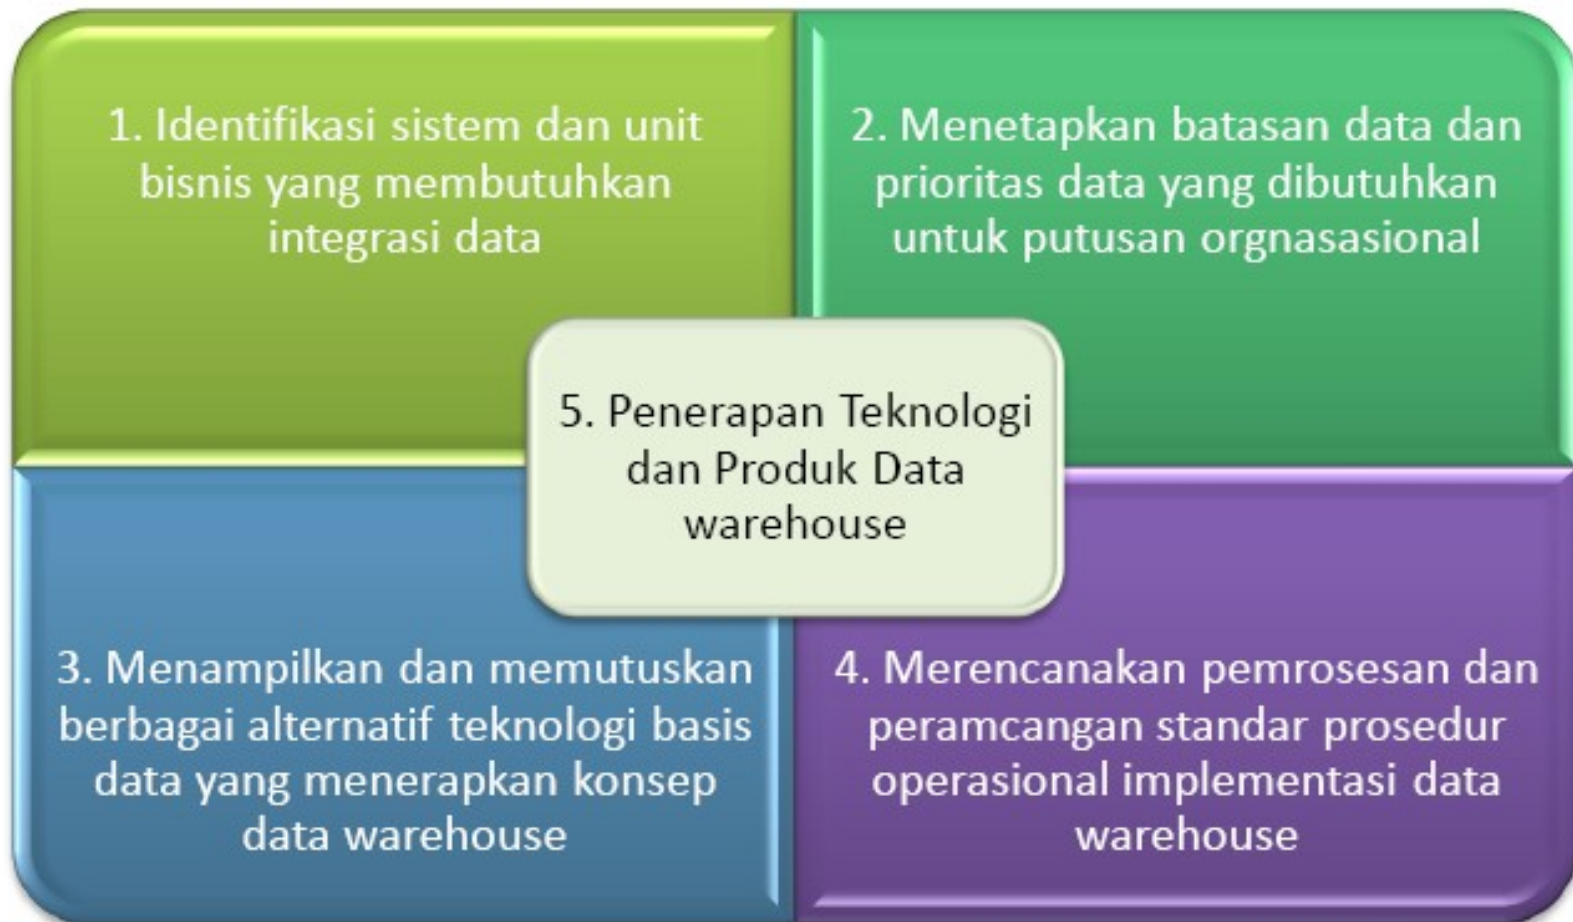 1. Identifikasi sistem dan unit
bisnis yang membutuhkan
integrasi data
2. Menetapkan batasan data dan
prioritas data yang dibutuhkan
untuk putusan orgnasasional
3. Menampilkan dan memutuskan
berbagai alternatif teknologi basis
data yang menerapkan konsep
data warehouse
4. Merencanakan pemrosesan dan
peramcangan standar prosedur
operasional implementasi data
warehouse
5. Penerapan Teknologi
dan Produk Data
warehouse